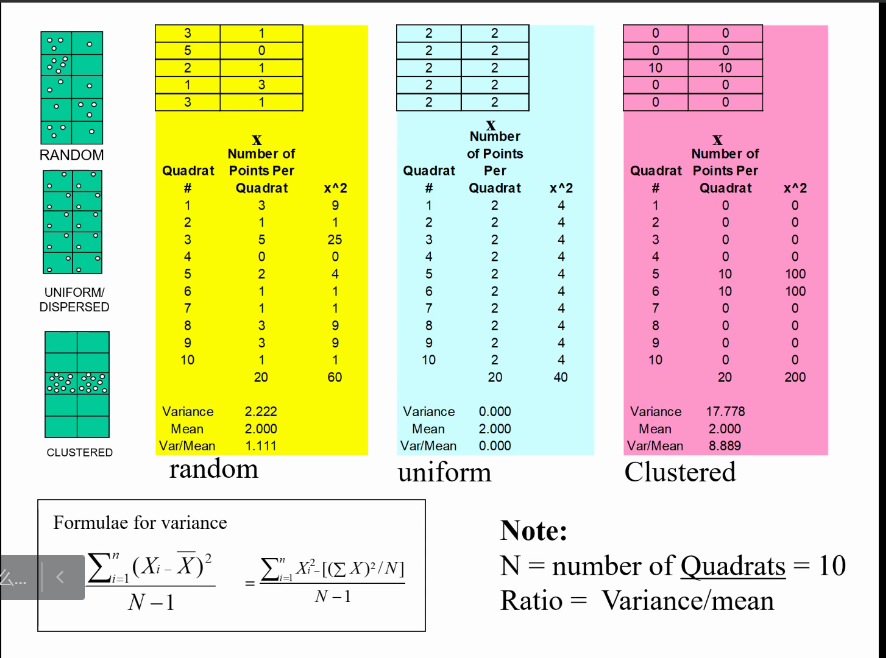 3 1
5 0
2 1
1 3
3 1
RANDOM
UNIFORM/
DISPERSED
CLUSTERED
x
Number of
Quadrat Points Per
# Quadrat x^2
1 3 9
2 1 1
3 5 25
4 0 0
5 2 4
6 1 1
7 1 1
8 3 9
9 3 9
10 1 1
20 60
Variance 2.222
Mean 2.000
Var/Mean 1.111
random
2 2
2 2
2 2
2 2
2 2
x
Number
of Points
Quadrat Per
# Quadrat x^2
1 2 4
2 2 4
3 2 4
4 2 4
5 2 4
6 2 4
7 2 4
8 2 4
9 2 4
10 2 4
20 40
Variance 0.000
Mean 2.000
Var/Mean 0.000
uniform
0 0
0 0
10 10
0 0
0 0
x
Number of
Quadrat Points Per
# Quadrat x^2
1 0 0
2 0 0
3 0 0
4 0 0
5 10 100
6 10 100
7 0 0
8 0 0
9 0 0
10 0 0
20 200
Variance 17.778
Mean 2.000
Var/Mean 8.889
Clustered
Formulae for variance
∑ⁿᵢ₌₁ (Xᵢ - X̅)² / N - 1 = ∑ⁿᵢ₌₁ Xᵢ² - [(∑ X)² / N] / N - 1
Note:
N = number of Quadrats = 10
Ratio = Variance/mean